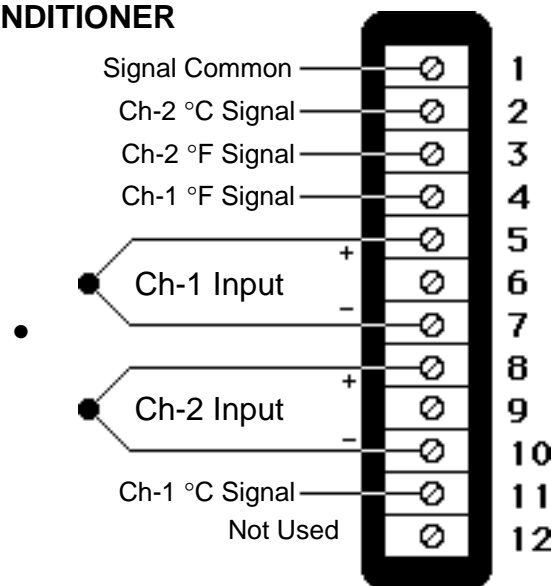 NDITIONER
Signal Common 1
Ch-2 °C Signal 2
Ch-2 °F Signal 3
Ch-1 °F Signal 4
+ 5
Ch-1 Input 6
– 7
•
+ 8
Ch-2 Input 9
– 10
Ch-1 °C Signal 11
Not Used 12